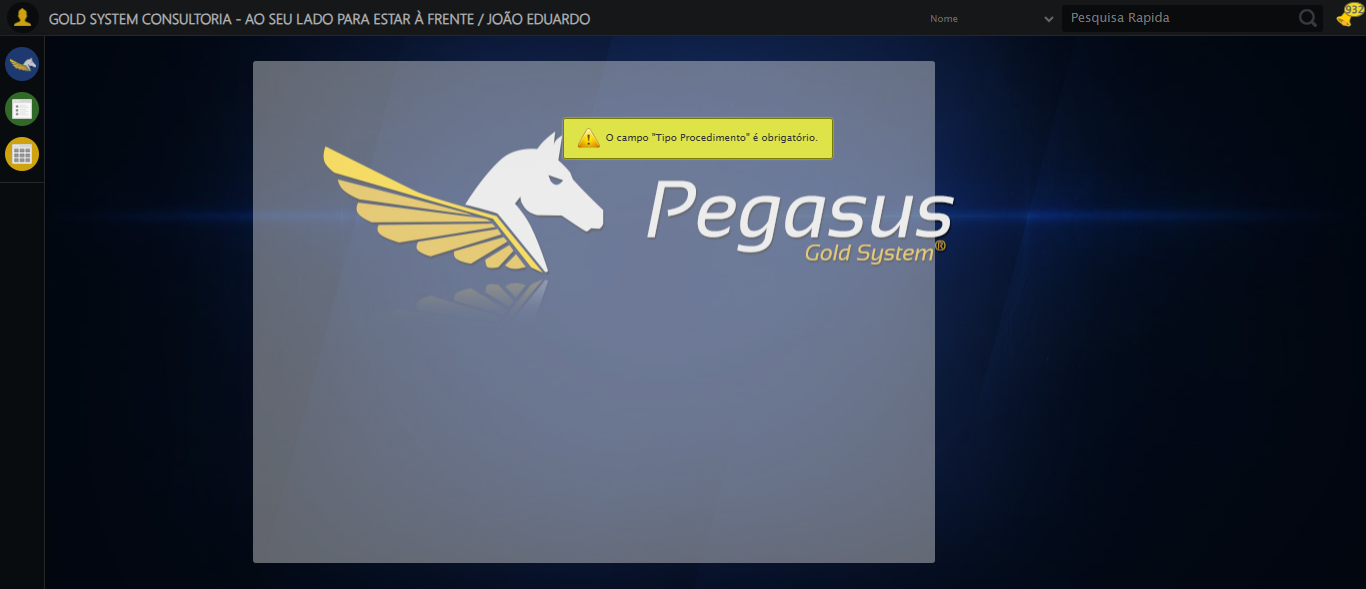 GOLD SYSTEM CONSULTORIA - AO SEU LADO PARA ESTAR À FRENTE / JOÃO EDUARDO
Nome
Pesquisa Rapida
932
O campo "Tipo Procedimento" é obrigatório.
Pegasus
Gold System®